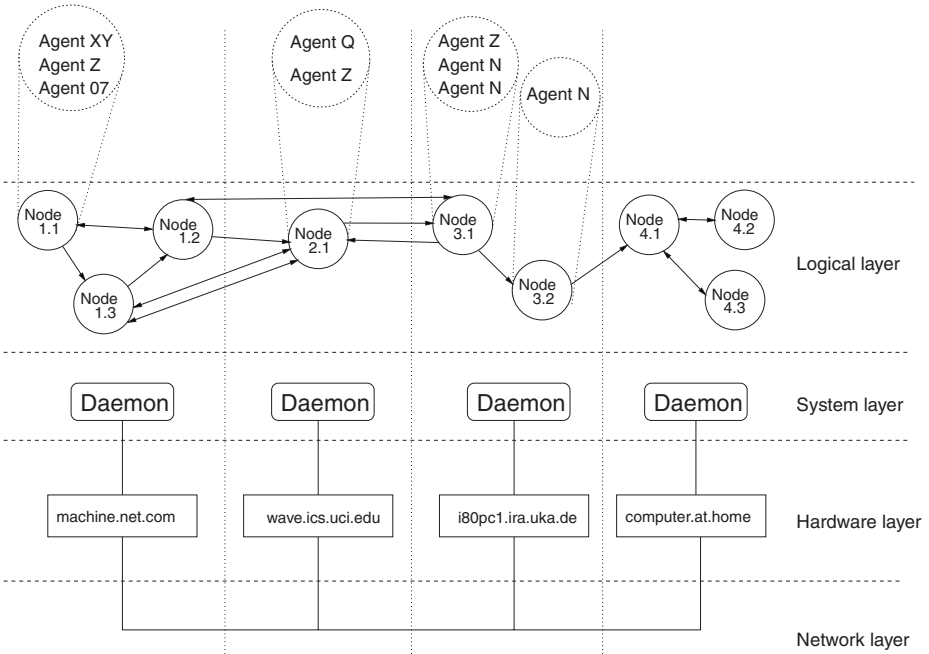 Agent XY
Agent Z
Agent 07
Agent Q
Agent Z
Agent Z
Agent N
Agent N
Agent N
Node
1.1
Node
1.2
Node
1.3
Node
2.1
Node
3.1
Node
3.2
Node
4.1
Node
4.2
Node
4.3
Logical layer
Daemon
Daemon
Daemon
Daemon
System layer
machine.net.com
wave.ics.uci.edu
i80pc1.ira.uka.de
computer.at.home
Hardware layer
Network layer